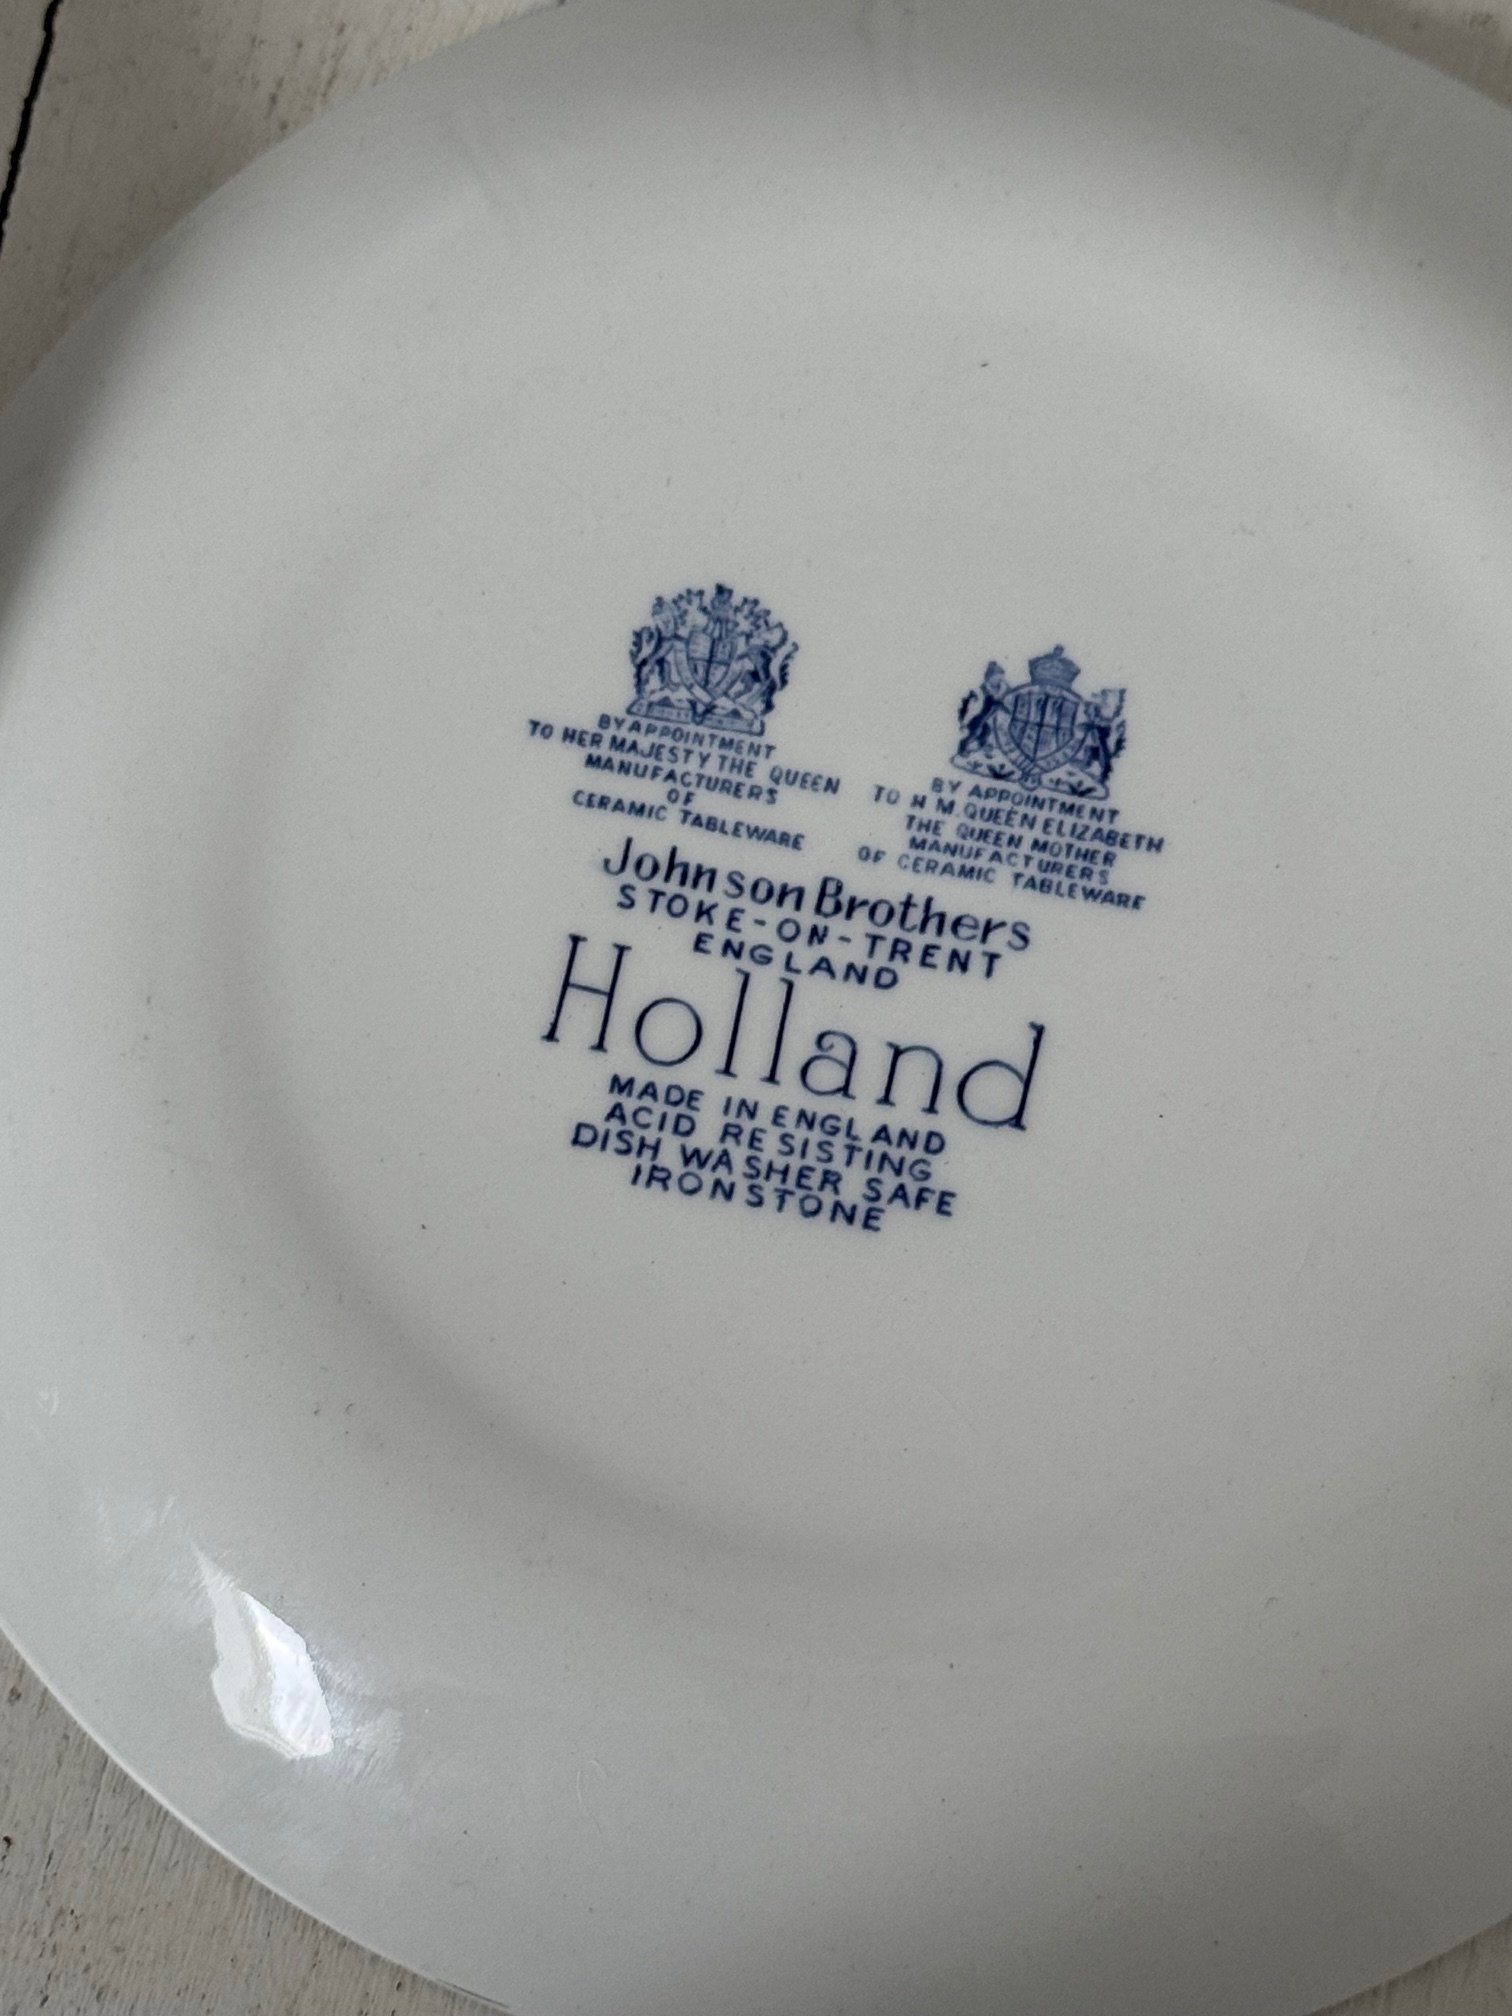 BY APPOINTMENT
TO HER MAJESTY THE QUEEN
MANUFACTURERS
OF
CERAMIC TABLEWARE
BY APPOINTMENT
TO H M. QUEEN ELIZABETH
THE QUEEN MOTHER
MANUFACTURERS
OF CERAMIC TABLEWARE
Johnson Brothers
STOKE-ON-TRENT
ENGLAND
Holland
MADE IN ENGLAND
ACID RESISTING
DISH WASHER SAFE
IRONSTONE